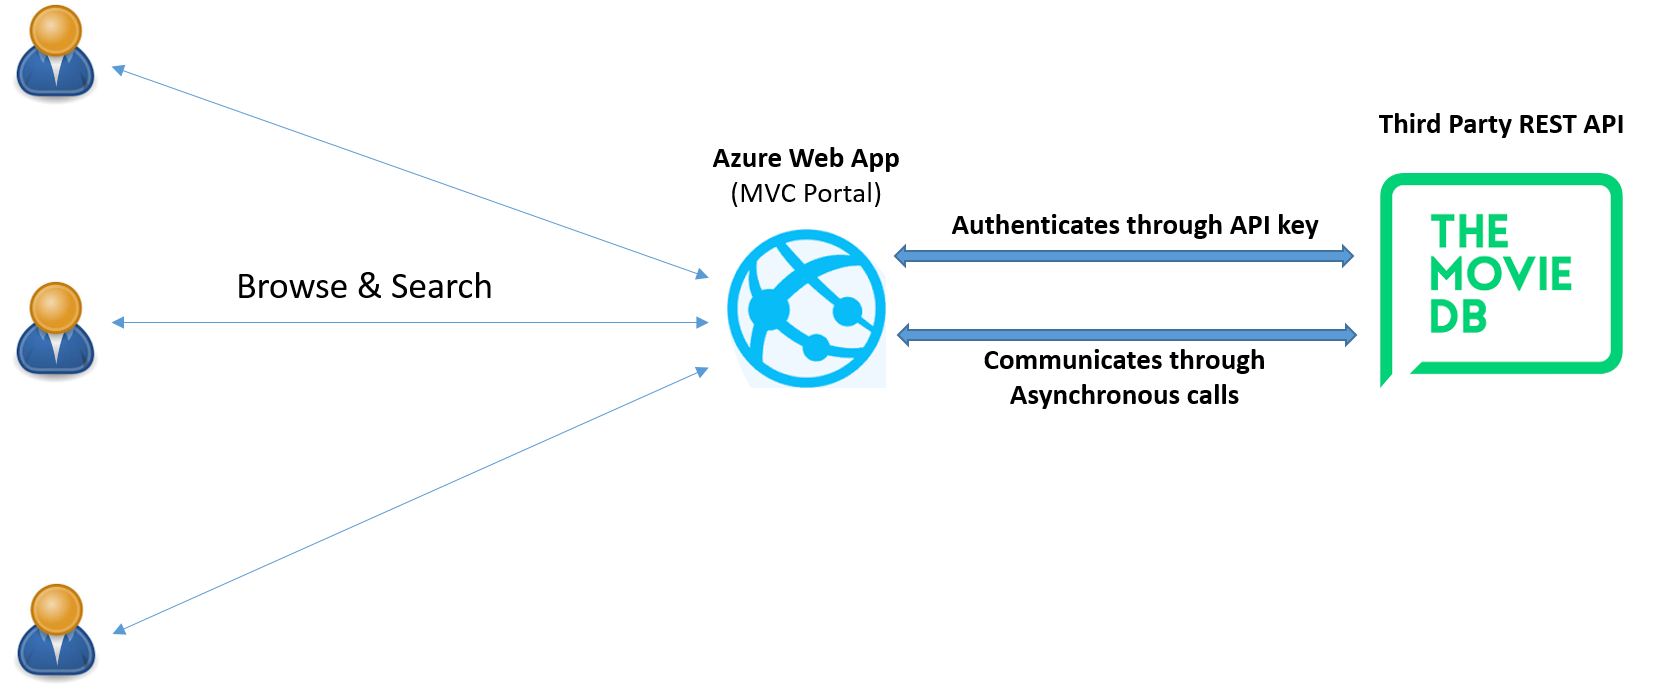 Third Party REST API
Azure Web App
(MVC Portal)
Authenticates through API key
THE
MOVIE
DB
Browse & Search
Communicates through
Asynchronous calls